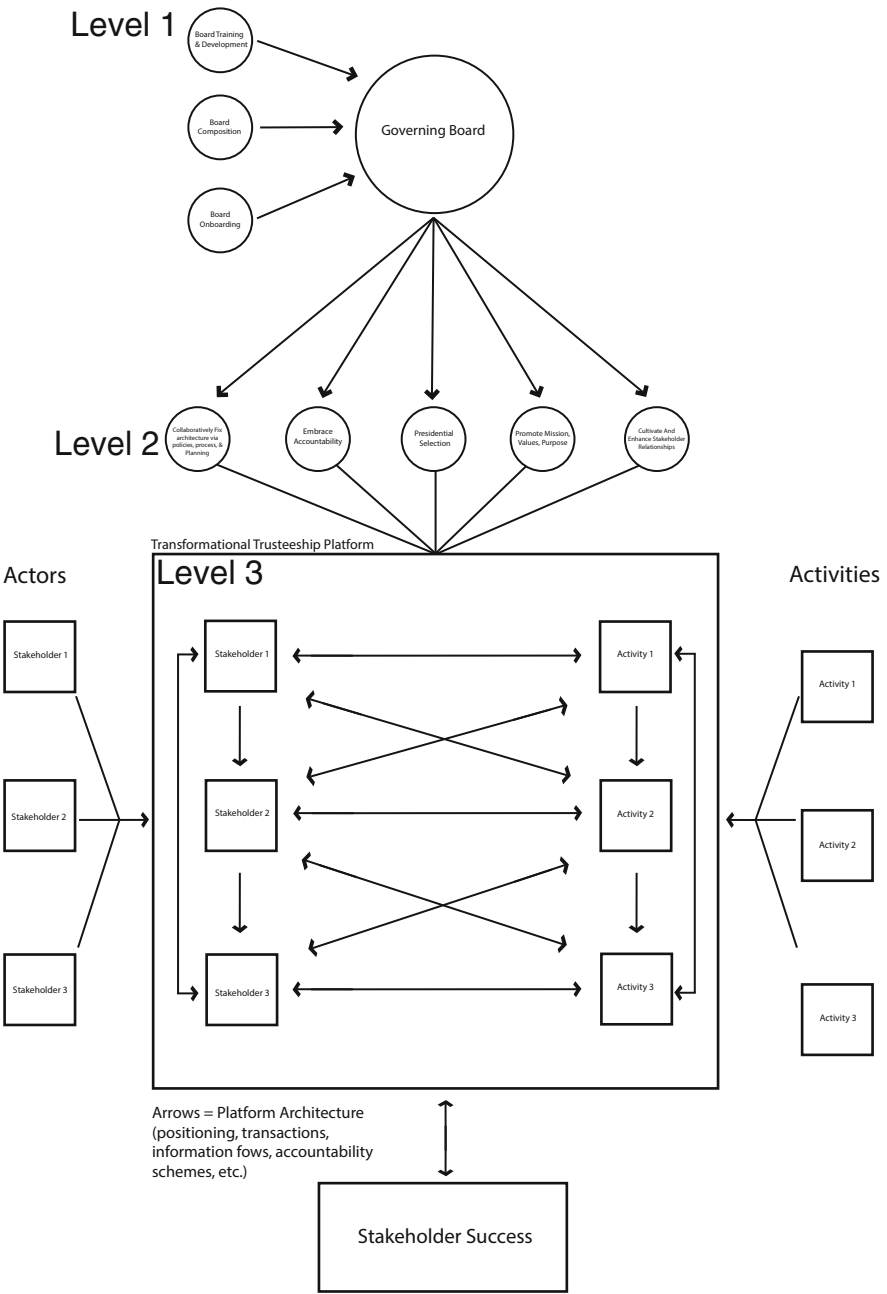 Level 1
Board Training
& Development
Board
Composition
Board
Onboarding
Governing Board
Level 2
Collaboratively Fix
architecture via
policies, process, &
Planning
Embrace
Accountability
Presidential
Selection
Promote Mission,
Values, Purpose
Cultivate And
Enhance Stakeholder
Relationships
Transformational Trusteeship Platform
Level 3
Actors
Stakeholder 1
Stakeholder 2
Stakeholder 3
Stakeholder 1
Stakeholder 2
Stakeholder 3
Activity 1
Activity 2
Activity 3
Activities
Activity 1
Activity 2
Activity 3
Arrows = Platform Architecture
(positioning, transactions,
information fows, accountability
schemes, etc.)
Stakeholder Success